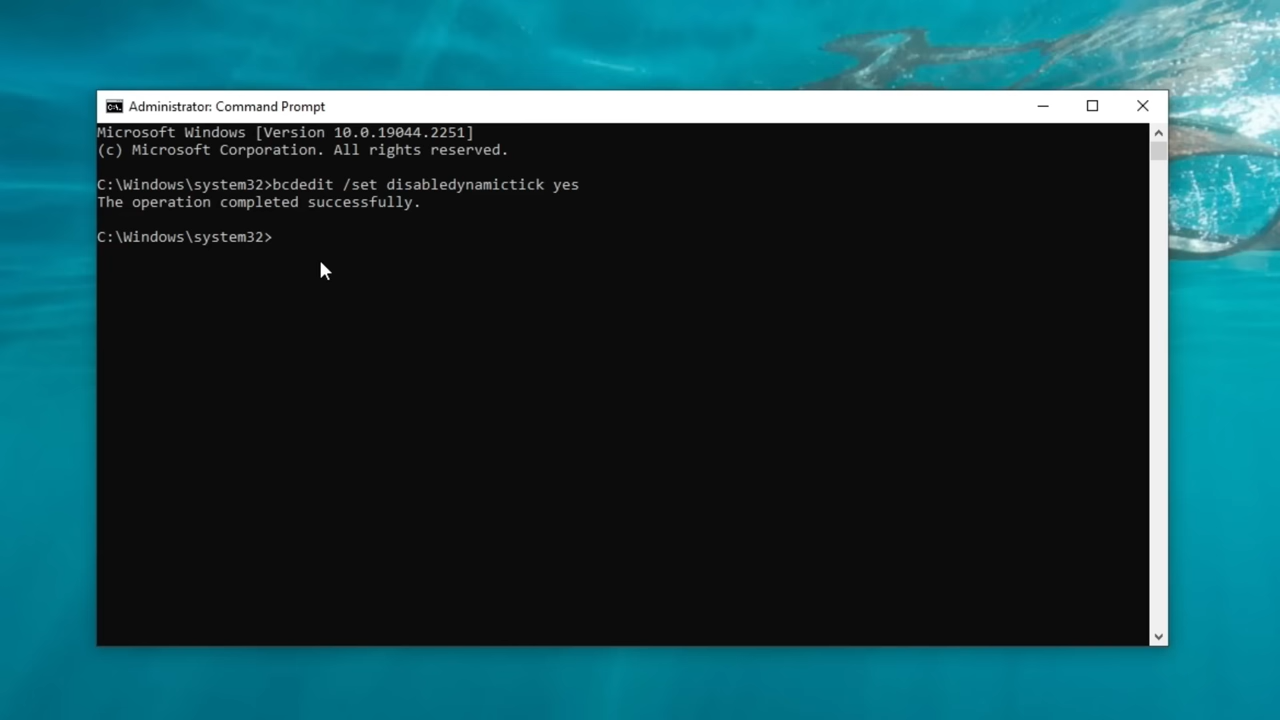 Administrator: Command Prompt
Microsoft Windows [Version 10.0.19044.2251]
(c) Microsoft Corporation. All rights reserved.
C:\Windows\system32>bcdedit /set disabledynamictick yes
The operation completed successfully.
C:\Windows\system32>